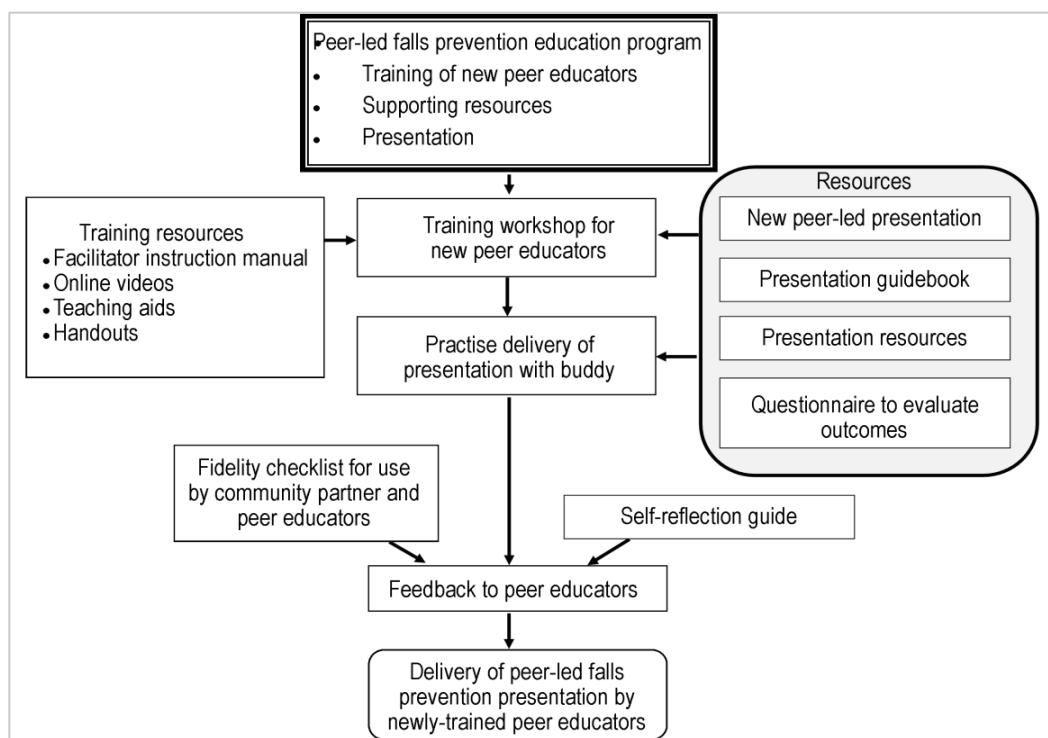 Peer-led falls prevention education program
• Training of new peer educators
• Supporting resources
• Presentation
Training resources
• Facilitator instruction manual
• Online videos
• Teaching aids
• Handouts
Training workshop for
new peer educators
Resources
New peer-led presentation
Presentation guidebook
Presentation resources
Questionnaire to evaluate
outcomes
Practise delivery of
presentation with buddy
Fidelity checklist for use
by community partner and
peer educators
Self-reflection guide
Feedback to peer educators
Delivery of peer-led falls
prevention presentation by
newly-trained peer educators